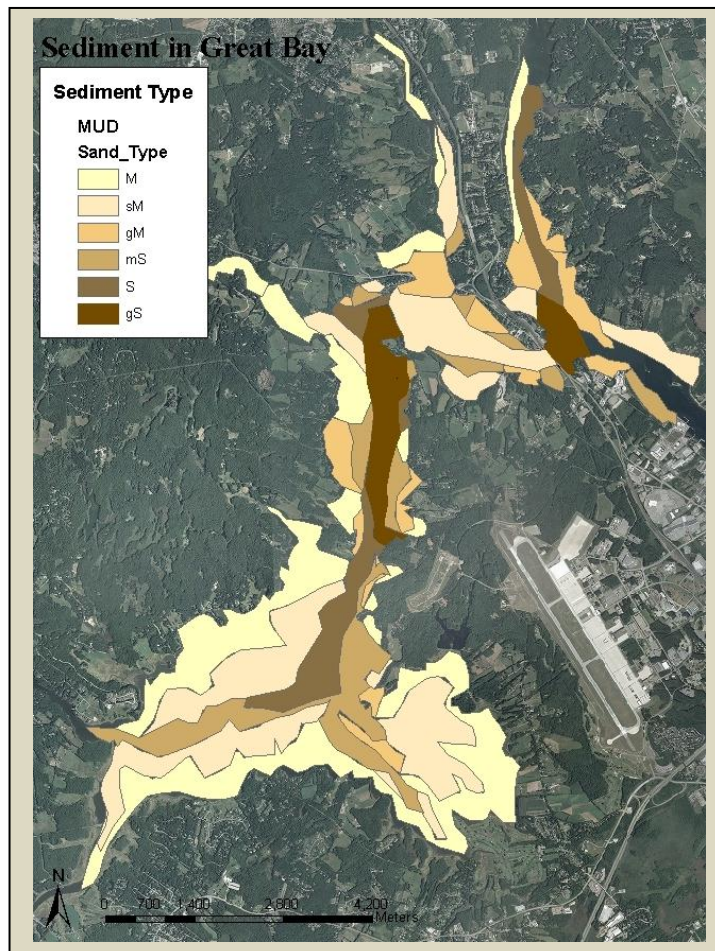 Sediment in Great Bay
Sediment Type
MUD
Sand_Type
M
sM
gM
mS
S
gS
N
0 700 1,400 2,800 4,200
Meters